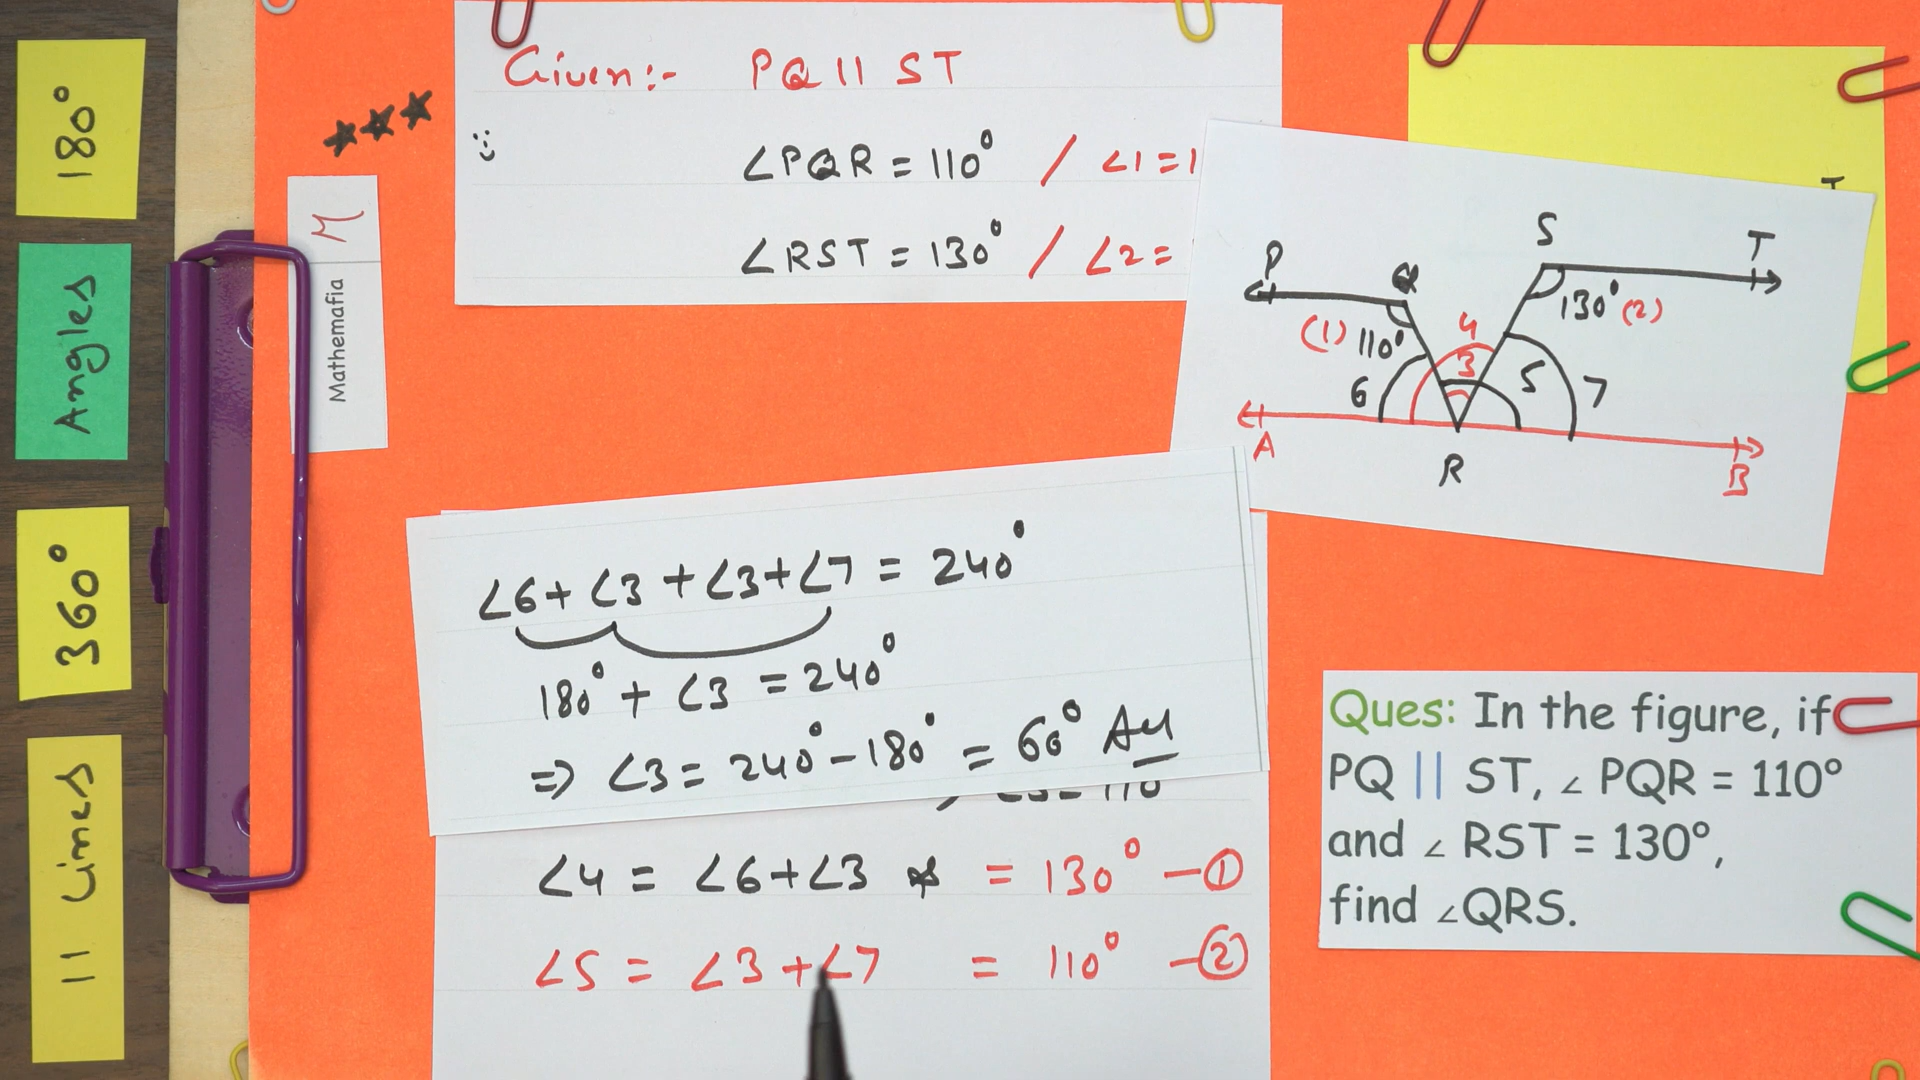 180°
Angles
360°
11 Lines
M
Mathemafia
Given:- PQ || ST
∠PQR = 110° / ∠1=1
∠RST = 130° / ∠2=
T
P
Q
S
T
(1) 110°
130° (2)
4
3
5
6
7
A
R
B
∠6+∠3+∠3+∠7 = 240°
180° + ∠3 = 240°
⇒ ∠3 = 240° - 180° = 60° Ans
∠4 = ∠6+∠3 = 130° -①
∠5 = ∠3+∠7 = 110° -②
Ques: In the figure, if
PQ || ST, ∠ PQR = 110°
and ∠ RST = 130°,
find ∠QRS.